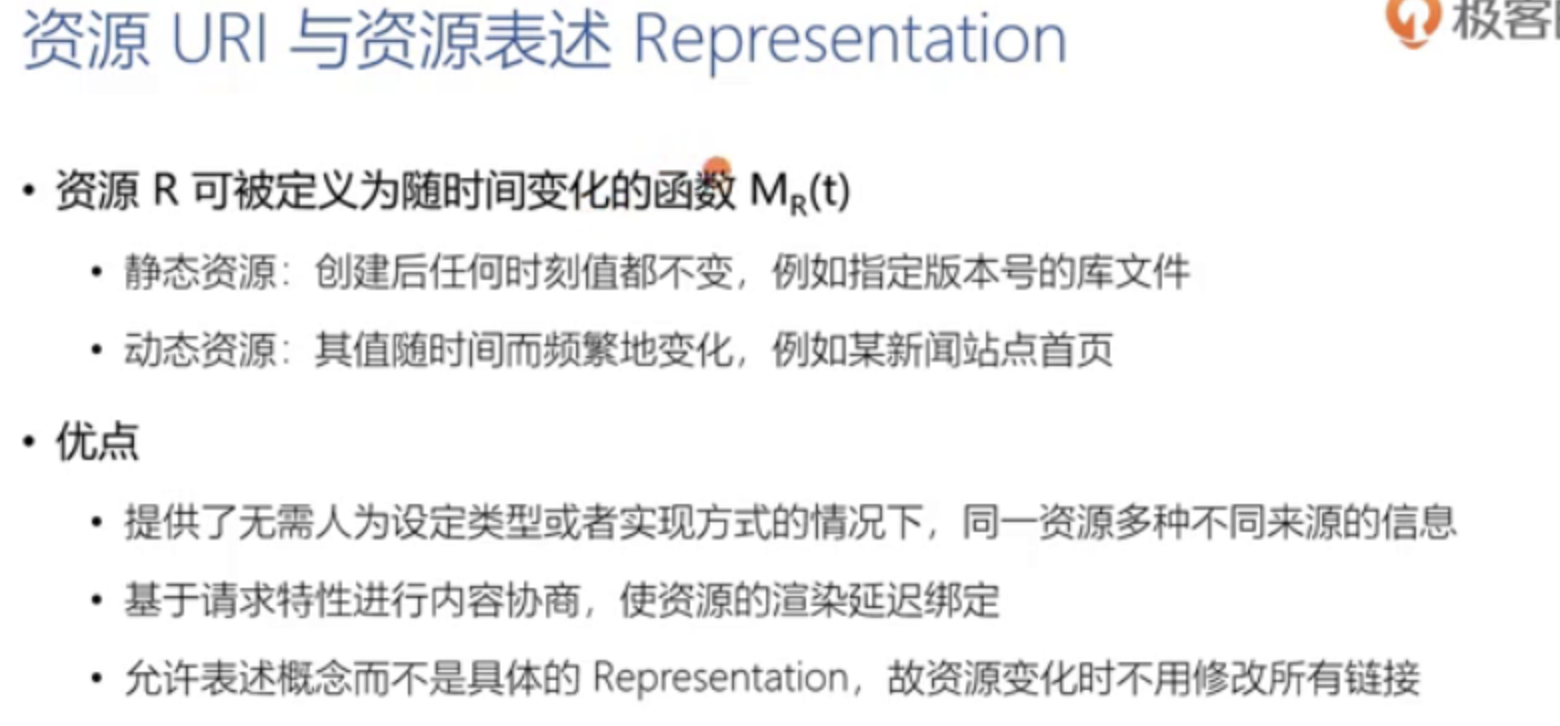 资源 URI 与资源表述 Representation
极客
• 资源 R 可被定义为随时间变化的函数 MR(t)
• 静态资源：创建后任何时刻值都不变，例如指定版本号的库文件
• 动态资源：其值随时间而频繁地变化，例如某新闻站点首页
• 优点
• 提供了无需人为设定类型或者实现方式的情况下，同一资源多种不同来源的信息
• 基于请求特性进行内容协商，使资源的渲染延迟绑定
• 允许表述概念而不是具体的 Representation，故资源变化时不用修改所有链接